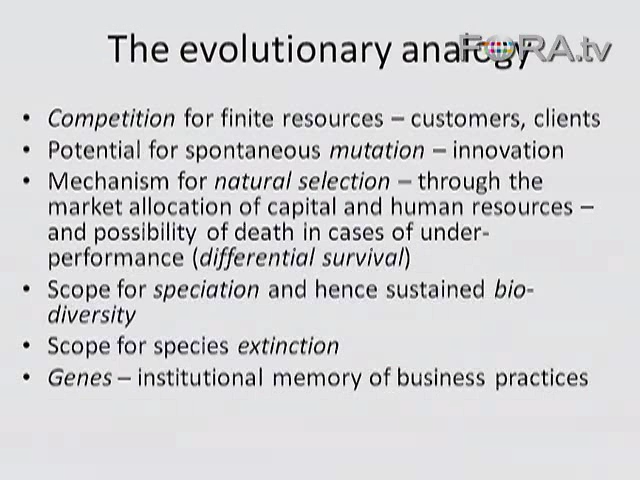 The evolutionary analogy
FORA.tv
• Competition for finite resources – customers, clients
• Potential for spontaneous mutation – innovation
• Mechanism for natural selection – through the
market allocation of capital and human resources –
and possibility of death in cases of under-
performance (differential survival)
• Scope for speciation and hence sustained bio-
diversity
• Scope for species extinction
• Genes – institutional memory of business practices